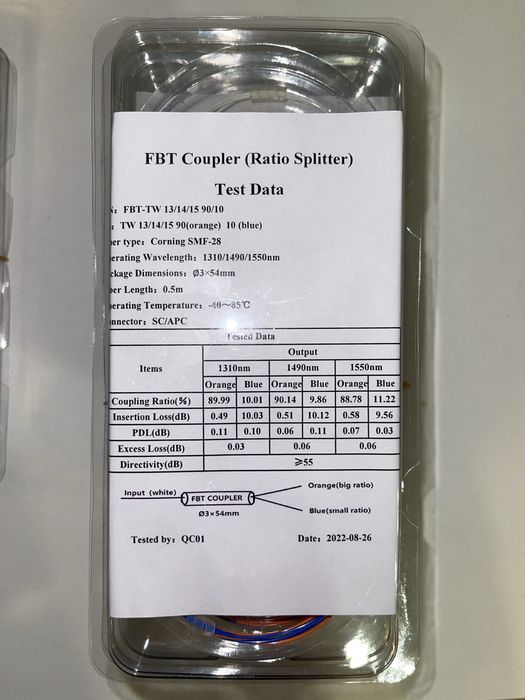 FBT Coupler (Ratio Splitter)
Test Data
: FBT-TW 13/14/15 90/10
: TW 13/14/15 90(orange) 10 (blue)
er type: Corning SMF-28
erating Wavelength: 1310/1490/1550nm
ckage Dimensions: Ø3×54mm
er Length: 0.5m
erating Temperature: -40~85℃
nnector: SC/APC
Tested Data
Items Output
1310nm 1490nm 1550nm
Orange Blue Orange Blue Orange Blue
Coupling Ratio(%) 89.99 10.01 90.14 9.86 88.78 11.22
Insertion Loss(dB) 0.49 10.03 0.51 10.12 0.58 9.56
PDL(dB) 0.11 0.10 0.06 0.11 0.07 0.03
Excess Loss(dB) 0.03 0.06 0.06
Directivity(dB) ≥55
Input (white) FBT COUPLER Orange(big ratio)
Ø3×54mm Blue(small ratio)
Tested by: QC01 Date: 2022-08-26